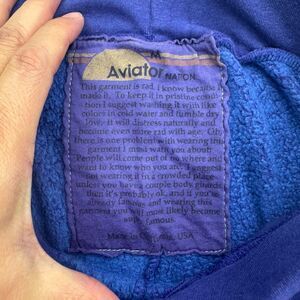 M
Aviator NATION
This garment is rad. I know because i
made it. To keep it in pristine condi-
tion I suggest washing it with like
colors in cold water and tumble dry
low. It will distress naturally and
become even more rad with age. Oh,
there is one problem with wearing this
garment I must warn you about.
People will come out of no where and
want to know who you are. I suggest
not wearing it in a crowded place
unless you have a couple body guards
then it's probably ok, and if you're
already famous and wearing this
garment you will most likely become
super famous.
Made in California, USA